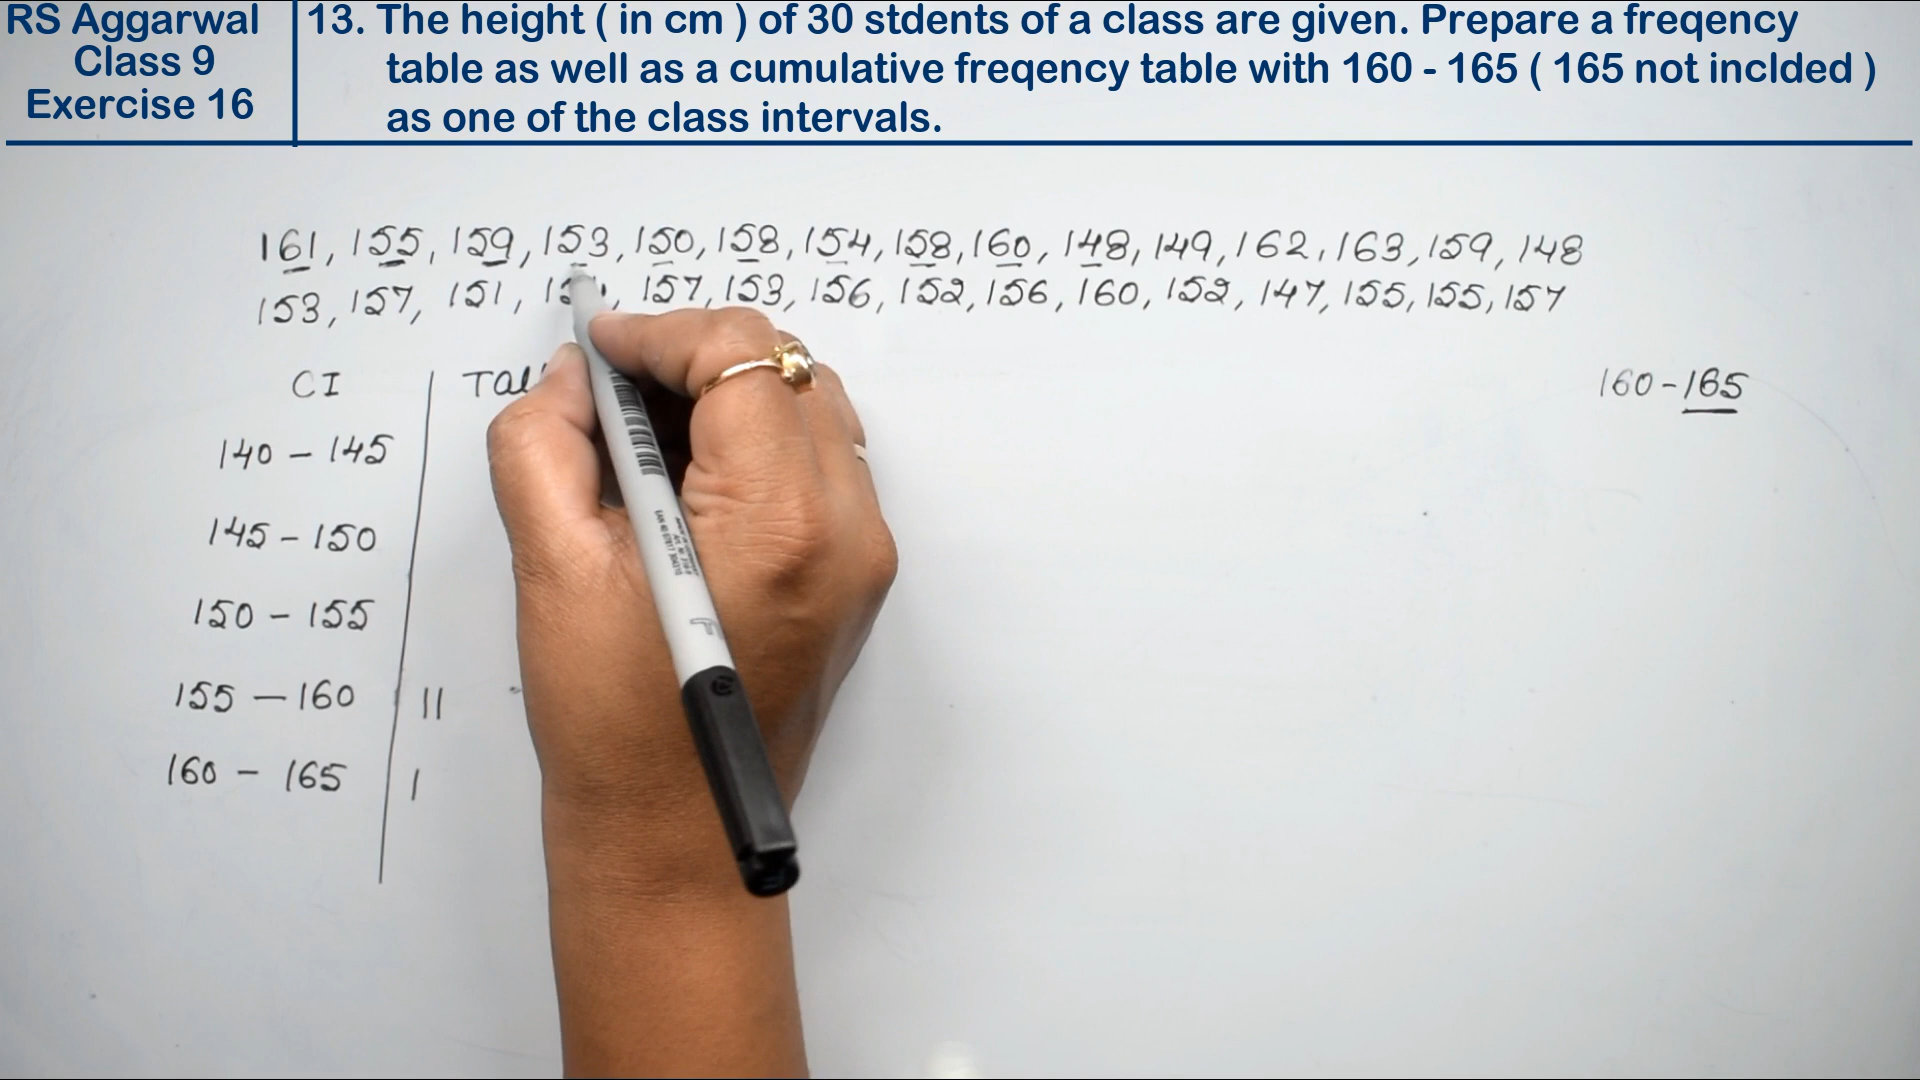 RS Aggarwal
Class 9
Exercise 16
13. The height ( in cm ) of 30 stdents of a class are given. Prepare a freqency
table as well as a cumulative freqency table with 160 - 165 ( 165 not inclded )
as one of the class intervals.
161, 155, 159, 153, 150, 158, 154, 158, 160, 148, 149, 162, 163, 159, 148
153, 157, 151, 157, 153, 156, 152, 156, 160, 152, 147, 155, 155, 157
CI
160-165
140 - 145
145 - 150
150 - 155
155 - 160 ||
160 - 165 |
F